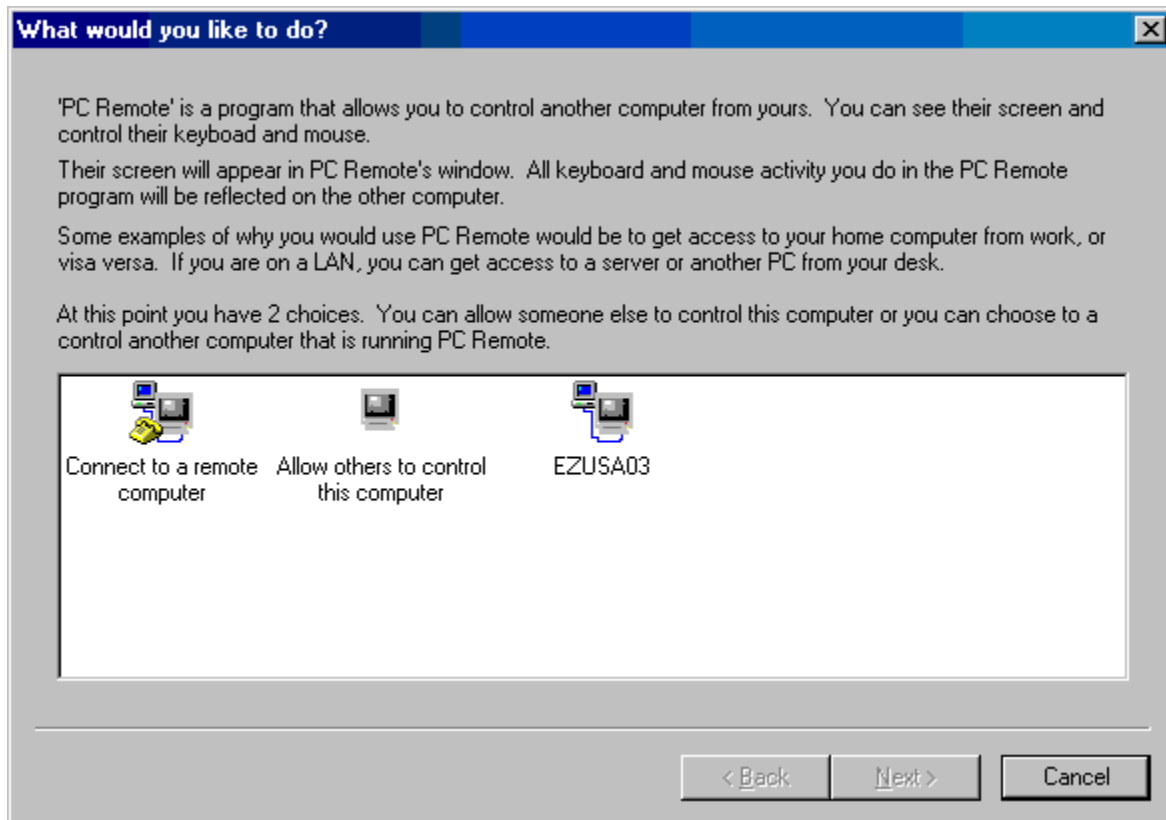 What would you like to do?
'PC Remote' is a program that allows you to control another computer from yours.  You can see their screen and
control their keyboad and mouse.
Their screen will appear in PC Remote's window.  All keyboard and mouse activity you do in the PC Remote
program will be reflected on the other computer.
Some examples of why you would use PC Remote would be to get access to your home computer from work, or
visa versa.  If you are on a LAN, you can get access to a server or another PC from your desk.
At this point you have 2 choices.  You can allow someone else to control this computer or you can choose to a
control another computer that is running PC Remote.
Connect to a remote
computer
Allow others to control
this computer
EZUSA03
< Back
Next >
Cancel